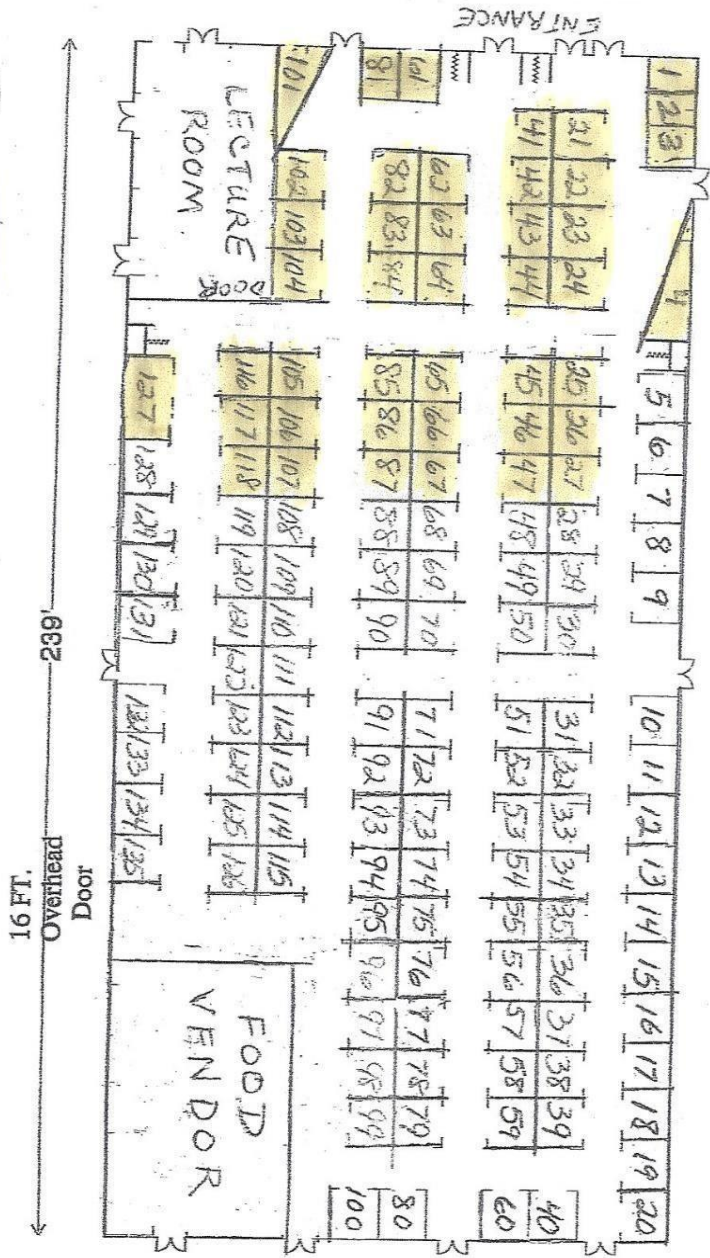 ENTRANCE
1 2 3 4 5 6 7 8 9 10 11 12 13 14 15 16 17 18 19 20
21 22 23 24 25 26 27 28 29 30 31 32 33 34 35 36 37 38 39 40
41 42 43 44 45 46 47 48 49 50 51 52 53 54 55 56 57 58 59 60
61 62 63 64 65 66 67 68 69 70 71 72 73 74 75 76 77 78 79 80
81 82 83 84 85 86 87 88 89 90 91 92 93 94 95 96 97 98 99 100
101 102 103 104 105 106 107 108 109 110 111 112 113 114 115
116 117 118 119 120 121 122 123 124 125 126
127 128 129 130 131 132 133 134 135
LECTURE
ROOM
DOOR
FOOD
VENDOR
239'
16 FT.
Overhead
Door